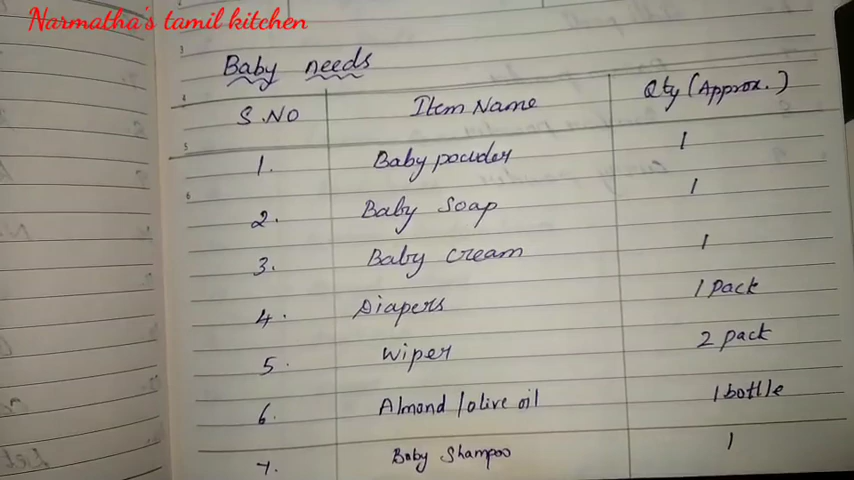 Narmatha's tamil kitchen
Baby needs
S.NO Item Name Qty (Approx.)
1. Baby powder 1
2. Baby Soap 1
3. Baby cream 1
4. Diapers 1 pack
5. Wiper 2 pack
6. Almond / olive oil 1 bottle
7. Baby Shampoo 1